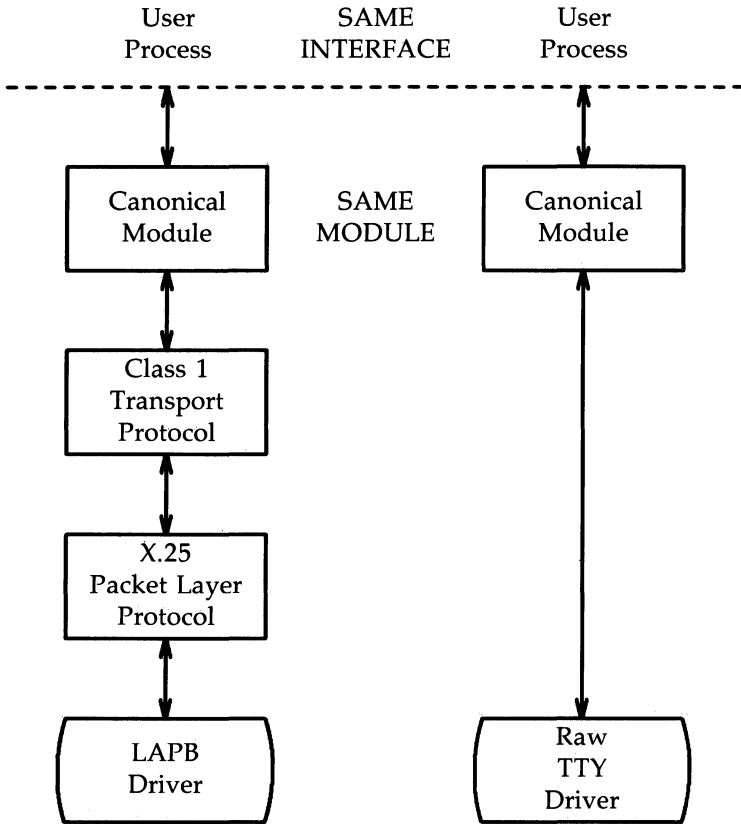 User
Process
SAME
INTERFACE
User
Process
Canonical
Module
SAME
MODULE
Canonical
Module
Class 1
Transport
Protocol
X.25
Packet Layer
Protocol
LAPB
Driver
Raw
TTY
Driver